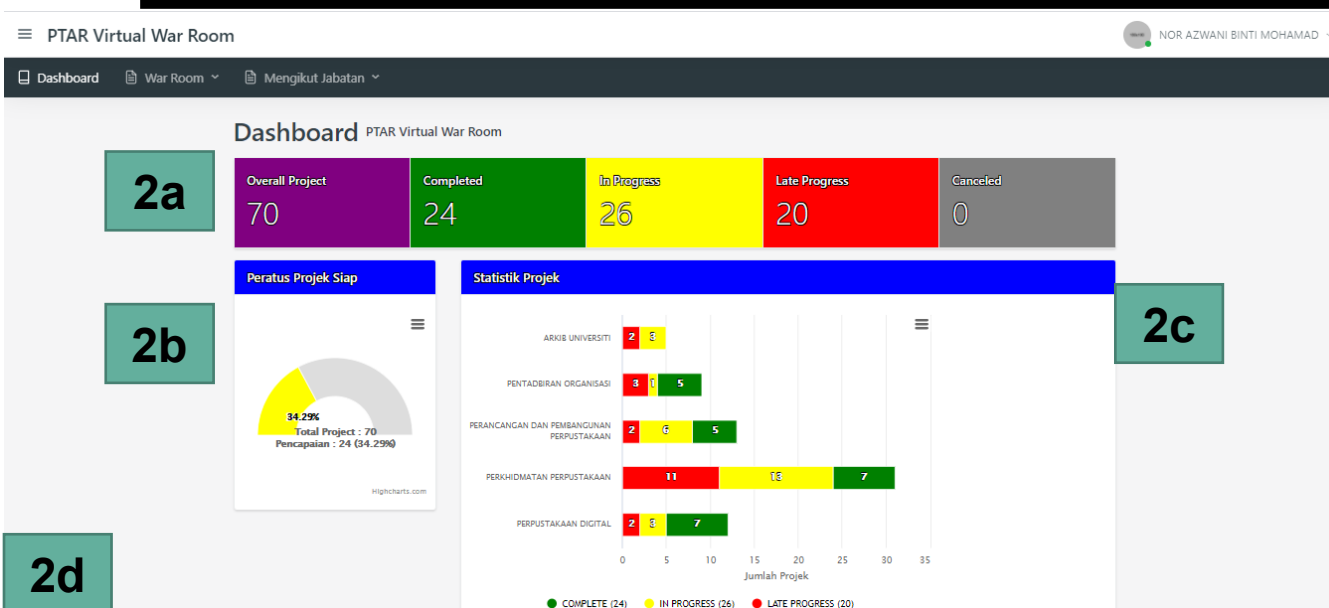 PTAR Virtual War Room
NOR AZWANI BINTI MOHAMAD
Dashboard War Room Mengikut Jabatan
Dashboard PTAR Virtual War Room
2a
Overall Project
70
Completed
24
In Progress
26
Late Progress
20
Canceled
0
2b
Peratus Projek Siap
34.29%
Total Project : 70
Pencapaian : 24 (34.29%)
Highcharts.com
Statistik Projek
2c
ARKIB UNIVERSITI 2 3
PENTADBIRAN ORGANISASI 3 1 5
PERANCANGAN DAN PEMBANGUNAN
PERPUSTAKAAN 2 6 5
PERKHIDMATAN PERPUSTAKAAN 11 13 7
PERPUSTAKAAN DIGITAL 2 3 7
0 5 10 15 20 25 30 35
Jumlah Projek
COMPLETE (24) IN PROGRESS (26) LATE PROGRESS (20)
2d